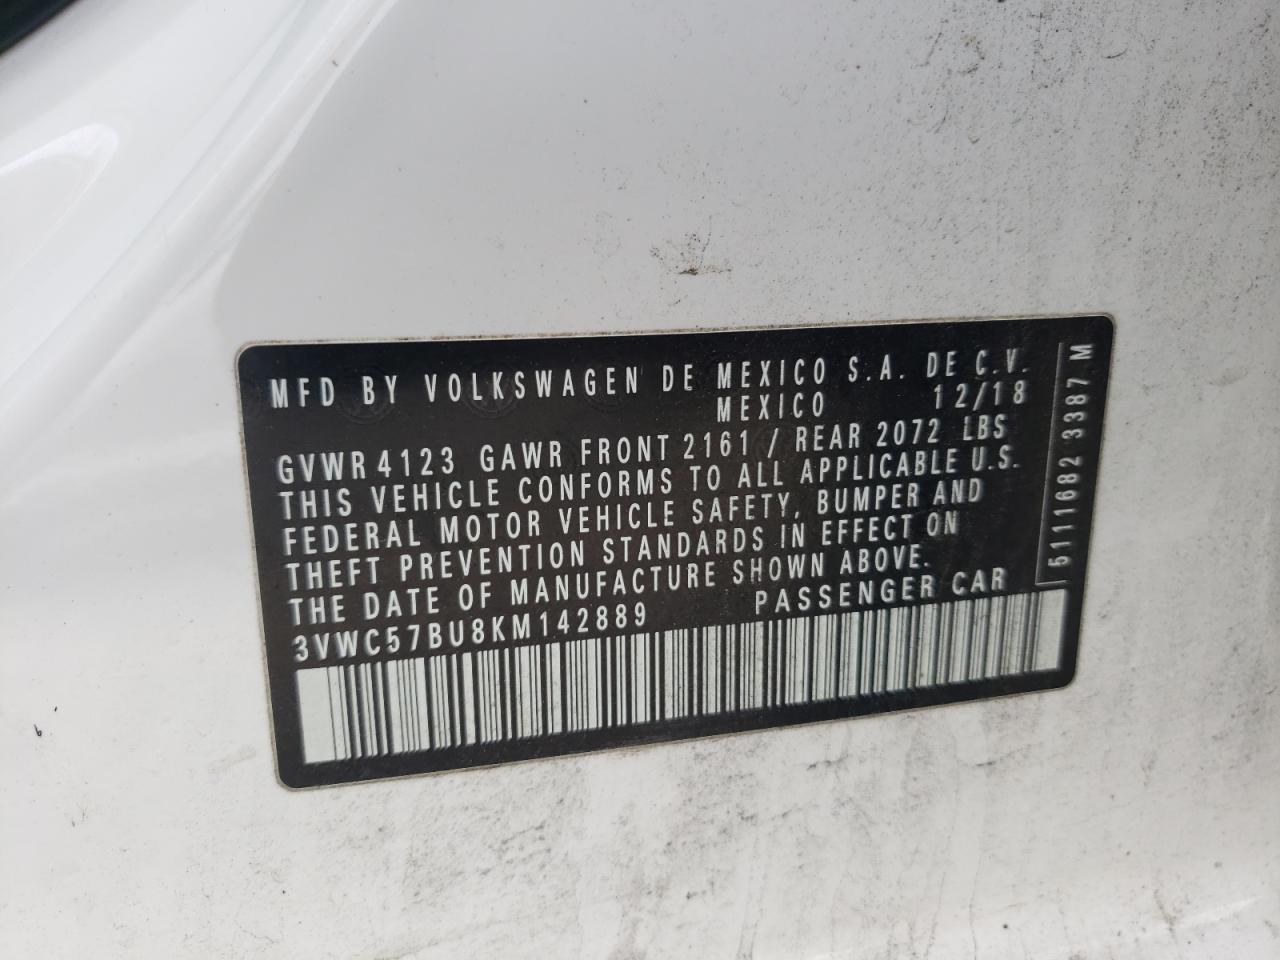 MFD BY VOLKSWAGEN DE MEXICO S.A. DE C.V.
MEXICO 12/18
GVWR 4123 GAWR FRONT 2161 / REAR 2072 LBS
THIS VEHICLE CONFORMS TO ALL APPLICABLE U.S.
FEDERAL MOTOR VEHICLE SAFETY, BUMPER AND
THEFT PREVENTION STANDARDS IN EFFECT ON
THE DATE OF MANUFACTURE SHOWN ABOVE.
3VWC57BU8KM142889 PASSENGER CAR
5111682 3387 M